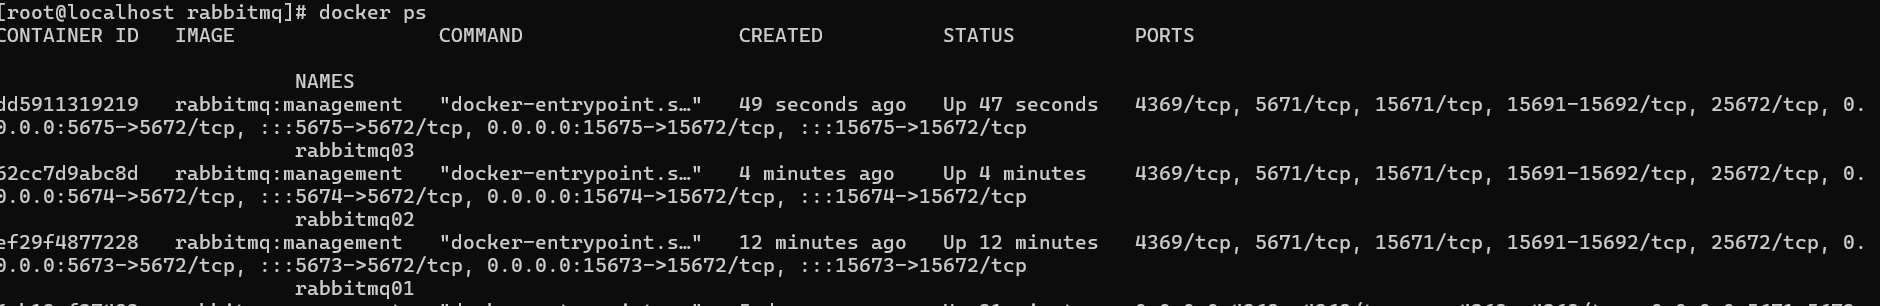 [root@localhost rabbitmq]# docker ps
CONTAINER ID   IMAGE                 COMMAND                  CREATED          STATUS          PORTS
NAMES
dd5911319219   rabbitmq:management   "docker-entrypoint.s…"   49 seconds ago   Up 47 seconds   4369/tcp, 5671/tcp, 15671/tcp, 15691-15692/tcp, 25672/tcp, 0.
0.0.0:5675->5672/tcp, :::5675->5672/tcp, 0.0.0.0:15675->15672/tcp, :::15675->15672/tcp
rabbitmq03
62cc7d9abc8d   rabbitmq:management   "docker-entrypoint.s…"   4 minutes ago    Up 4 minutes    4369/tcp, 5671/tcp, 15671/tcp, 15691-15692/tcp, 25672/tcp, 0.
0.0.0:5674->5672/tcp, :::5674->5672/tcp, 0.0.0.0:15674->15672/tcp, :::15674->15672/tcp
rabbitmq02
ef29f4877228   rabbitmq:management   "docker-entrypoint.s…"   12 minutes ago   Up 12 minutes   4369/tcp, 5671/tcp, 15671/tcp, 15691-15692/tcp, 25672/tcp, 0.
0.0.0:5673->5672/tcp, :::5673->5672/tcp, 0.0.0.0:15673->15672/tcp, :::15673->15672/tcp
rabbitmq01